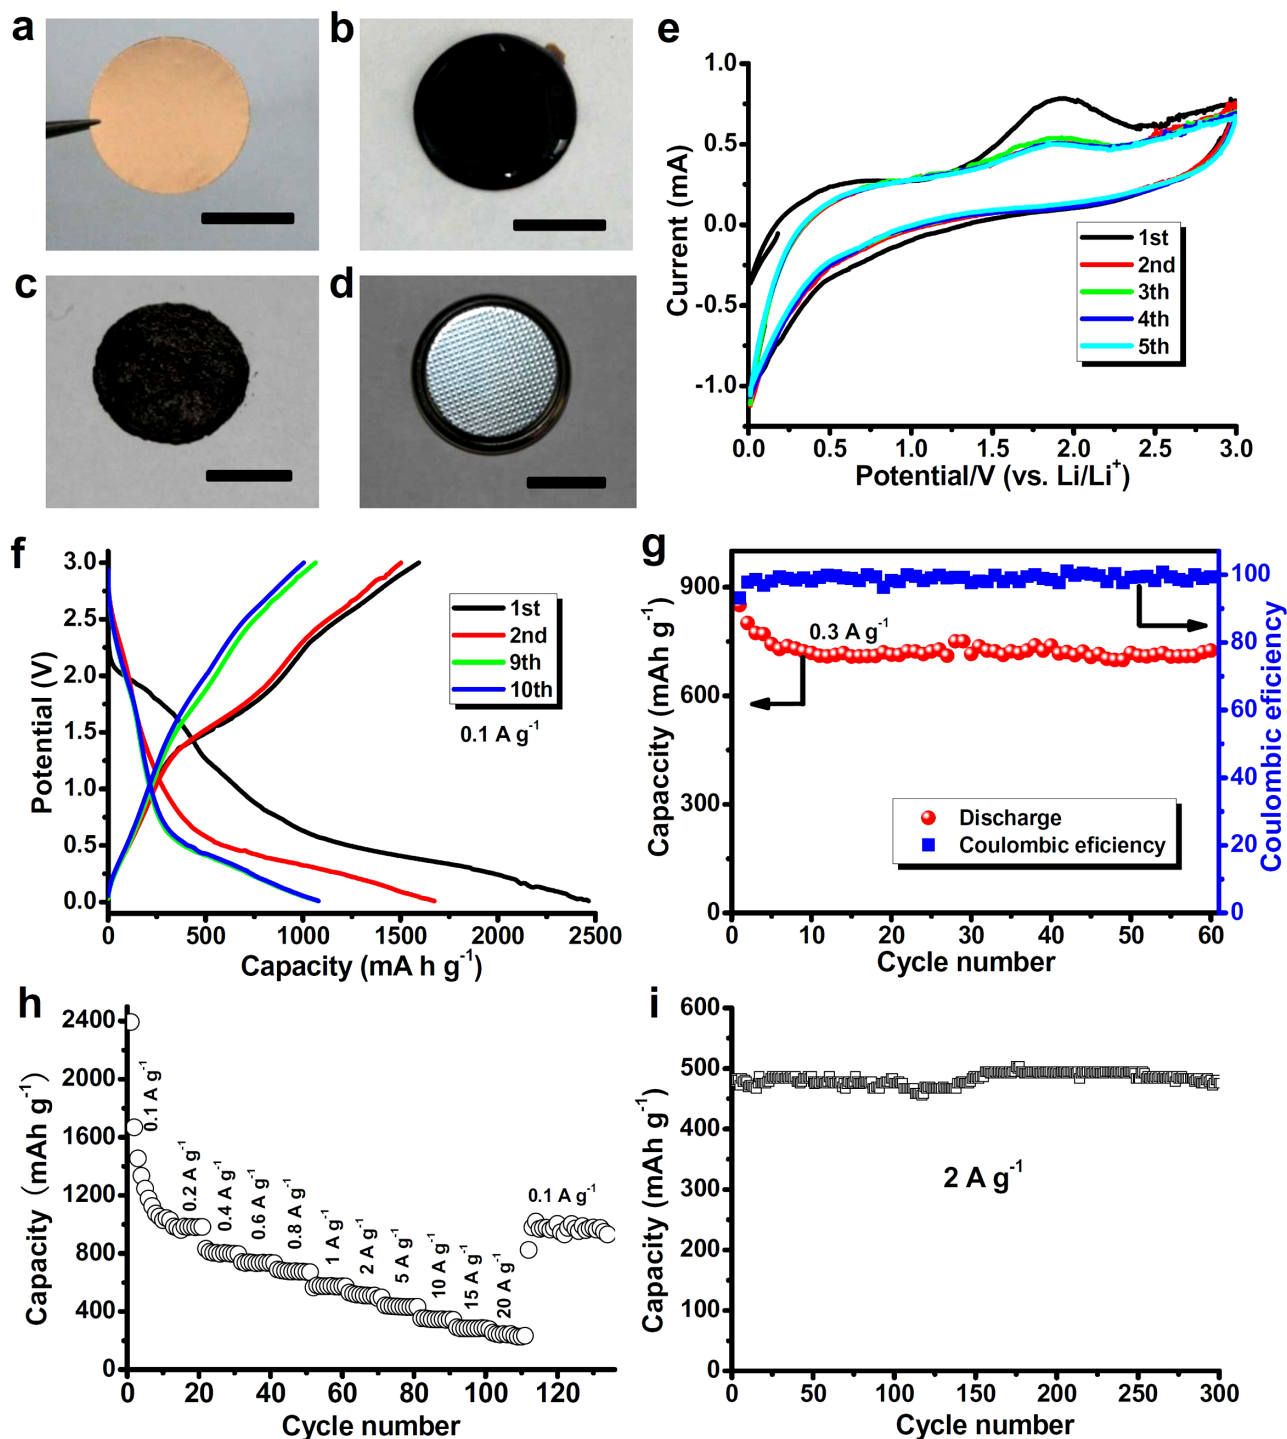 a
b
c
d
e
1.0
0.5
0.0
-0.5
-1.0
Current (mA)
1st
2nd
3th
4th
5th
0.0
0.5
1.0
1.5
2.0
2.5
3.0
Potential/V (vs. Li/Li⁺)
f
3.0
2.5
2.0
1.5
1.0
0.5
0.0
Potential (V)
1st
2nd
9th
10th
0.1 A g⁻¹
0
500
1000
1500
2000
2500
Capacity (mA h g⁻¹)
g
900
600
300
0
Capaccity (mAh g⁻¹)
0.3 A g⁻¹
Discharge
Coulombic eficiency
100
80
60
40
20
0
Coulombic eficiency
0
10
20
30
40
50
60
Cycle number
h
2400
2000
1600
1200
800
400
0
Capacity (mAh g⁻¹)
0.1 A g⁻¹
0.2 A g⁻¹
0.4 A g⁻¹
0.6 A g⁻¹
0.8 A g⁻¹
1 A g⁻¹
2 A g⁻¹
5 A g⁻¹
10 A g⁻¹
15 A g⁻¹
20 A g⁻¹
0.1 A g⁻¹
0
20
40
60
80
100
120
Cycle number
i
600
500
400
300
200
100
0
Capacity (mAh g⁻¹)
2 A g⁻¹
0
50
100
150
200
250
300
Cycle number